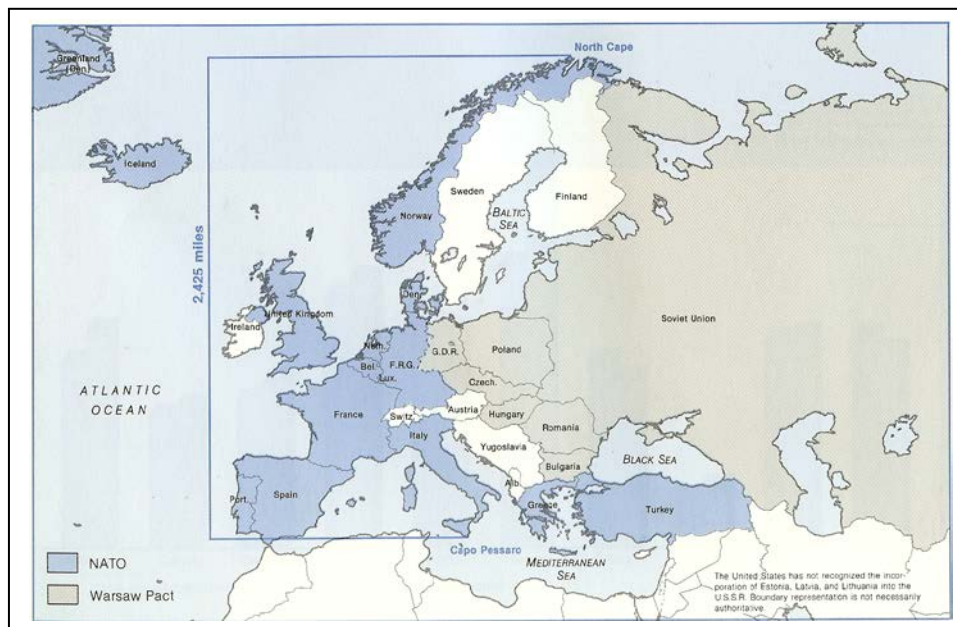 North Cape
Greenland
(Den)
Iceland
Sweden
Finland
Norway
BALTIC
SEA
2,425 miles
Den.
Soviet Union
United Kingdom
Ireland
Neth.
G.D.R.
Poland
Bel.
F.R.G.
Lux.
Czech.
ATLANTIC
OCEAN
France
Switz.
Austria
Hungary
Romania
Italy
Yugoslavia
BLACK SEA
Bulgaria
Alb.
Port.
Spain
Greece
Turkey
Capo Pessaro
MEDITERRANEAN
SEA
NATO
Warsaw Pact
The United States has not recognized the incor-
poration of Estonia, Latvia, and Lithuania into the
U.S.S.R. Boundary representation is not necessarily
authoritative.